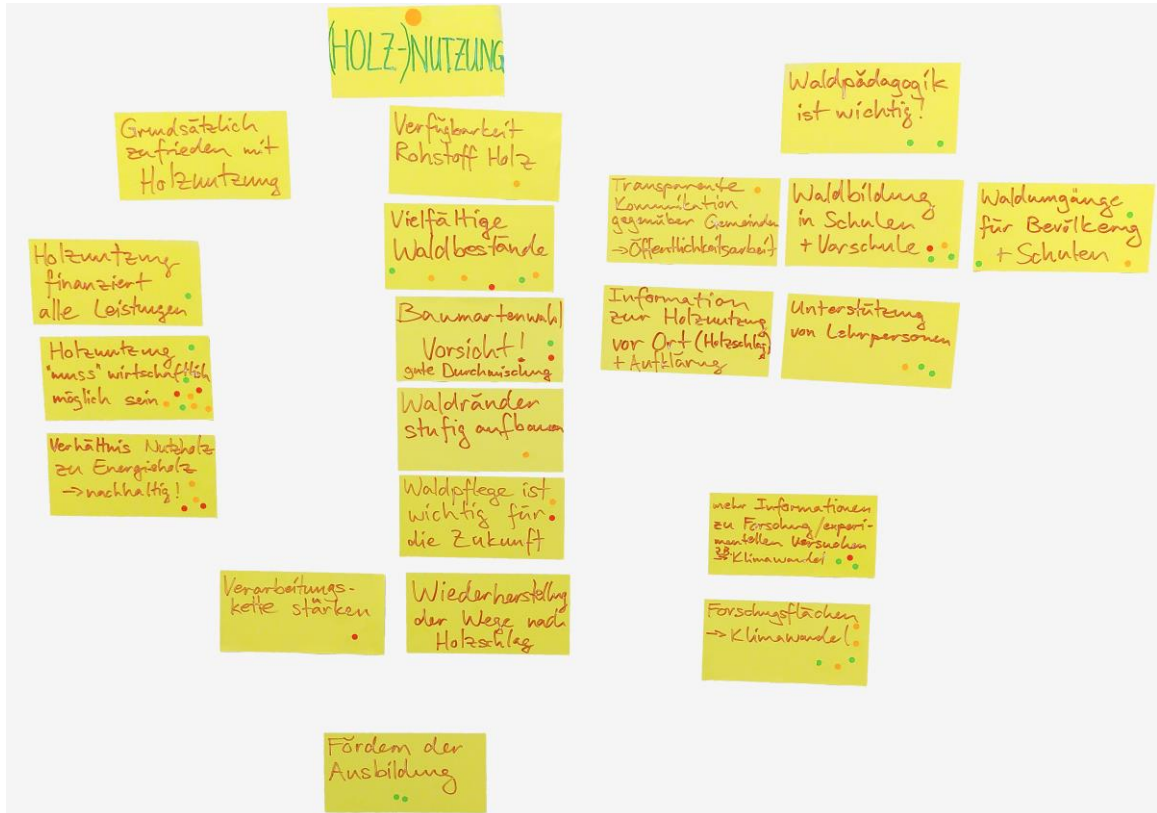 (HOLZ-)NUTZUNG
Grundsätzlich
zufrieden mit
Holznutzung
Holznutzung
finanziert
alle Leistungen
Holznutzung
"muss" wirtschaftlich
möglich sein
Verhältnis Nutzholz
zu Energieholz
→ nachhaltig!
Verfügbarkeit
Rohstoff Holz
Vielfältige
Waldbestände
Baumartenwahl
Vorsicht!
gute Durchmischung
Waldränder
stufig aufbauen
Waldpflege ist
wichtig für
die Zukunft
Verarbeitungs-
kette stärken
Wiederherstellung
der Wege nach
Holzschlag
Fördern der
Ausbildung
Waldpädagogik
ist wichtig!
Transparente
Kommunikation
gegenüber Gemeinden
→ Öffentlichkeitsarbeit
Waldbildung
in Schulen
+ Vorschule
Waldumgänge
für Bevölkerng
+ Schulen
Information
zur Holznutzung
vor Ort (Holzschlag)
+ Aufklärung
Unterstützung
von Lehrpersonen
mehr Informationen
zu Forschung/experi-
mentellen Versuchen
z.B. Klimawandel
Forschugsflächen
→ Klimawandel